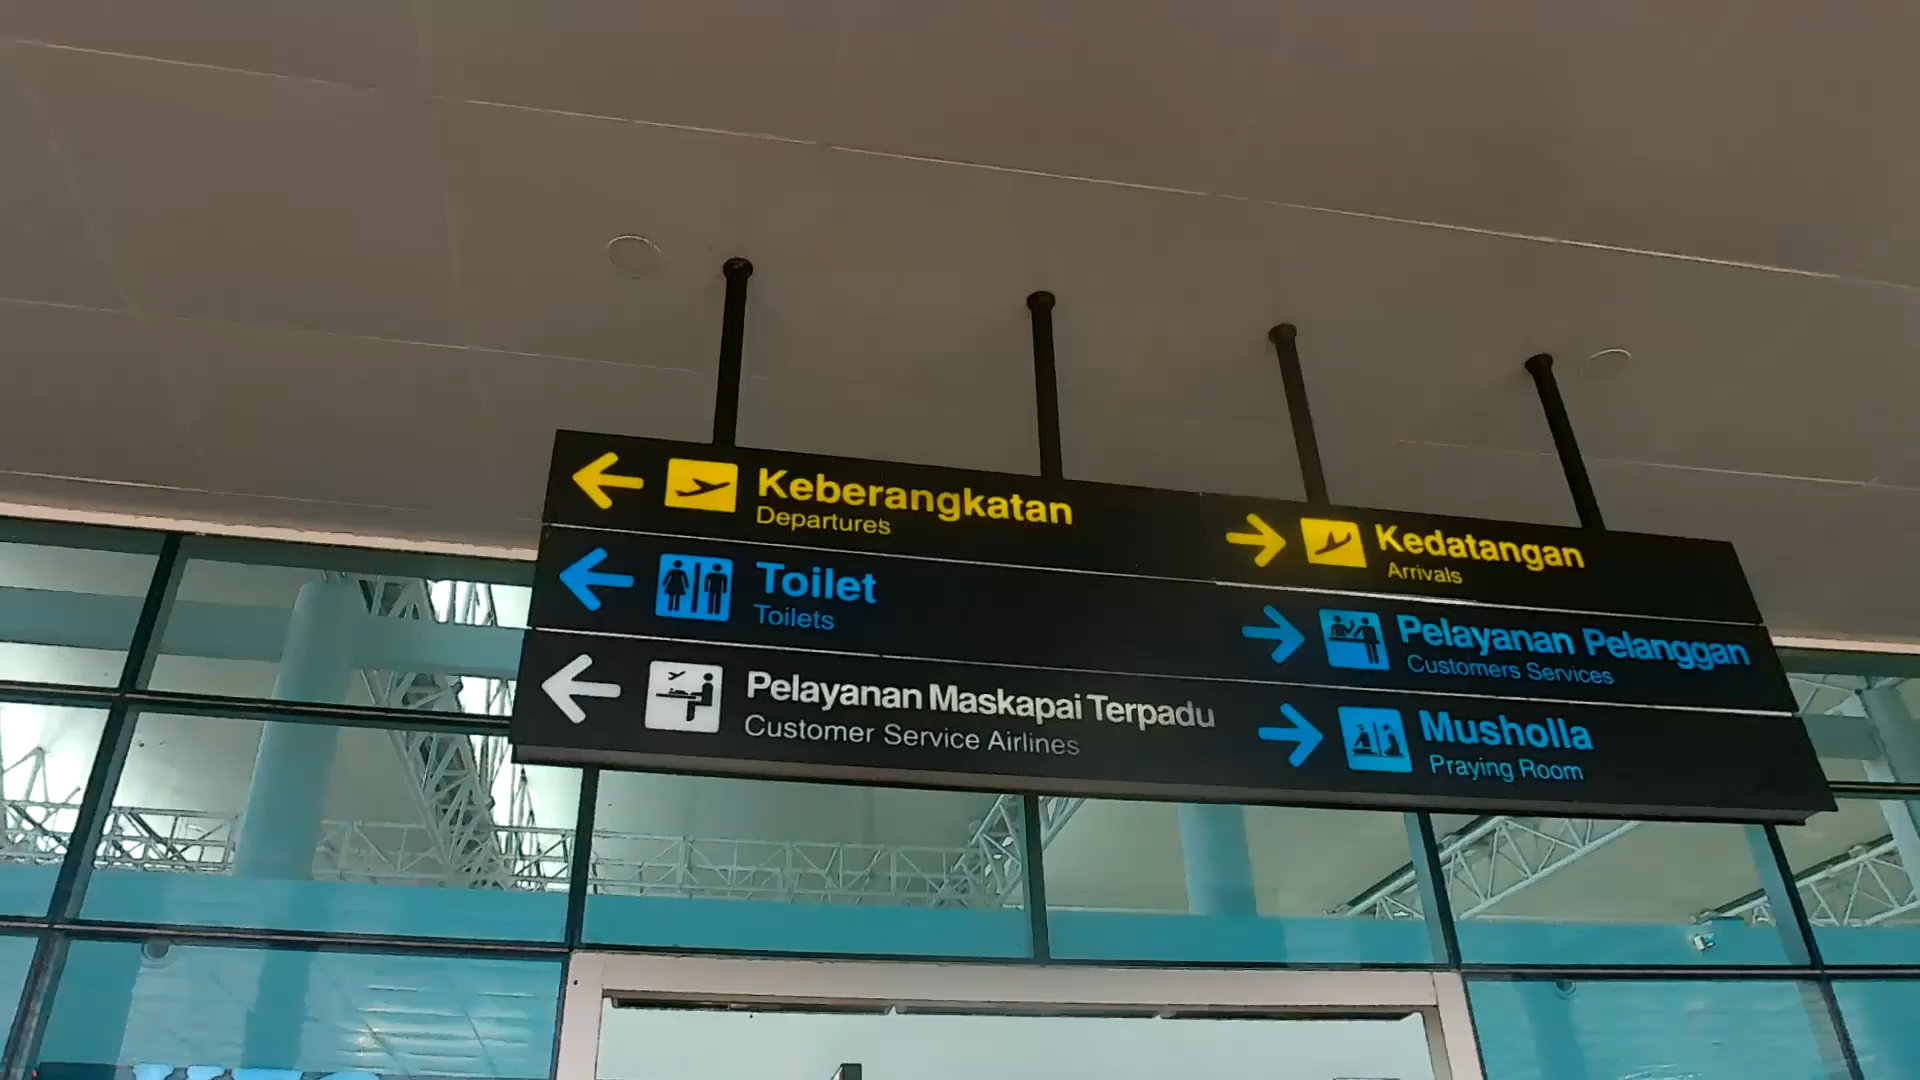 Keberangkatan
Departures
Toilet
Toilets
Pelayanan Maskapai Terpadu
Customer Service Airlines
Kedatangan
Arrivals
Pelayanan Pelanggan
Customers Services
Musholla
Praying Room